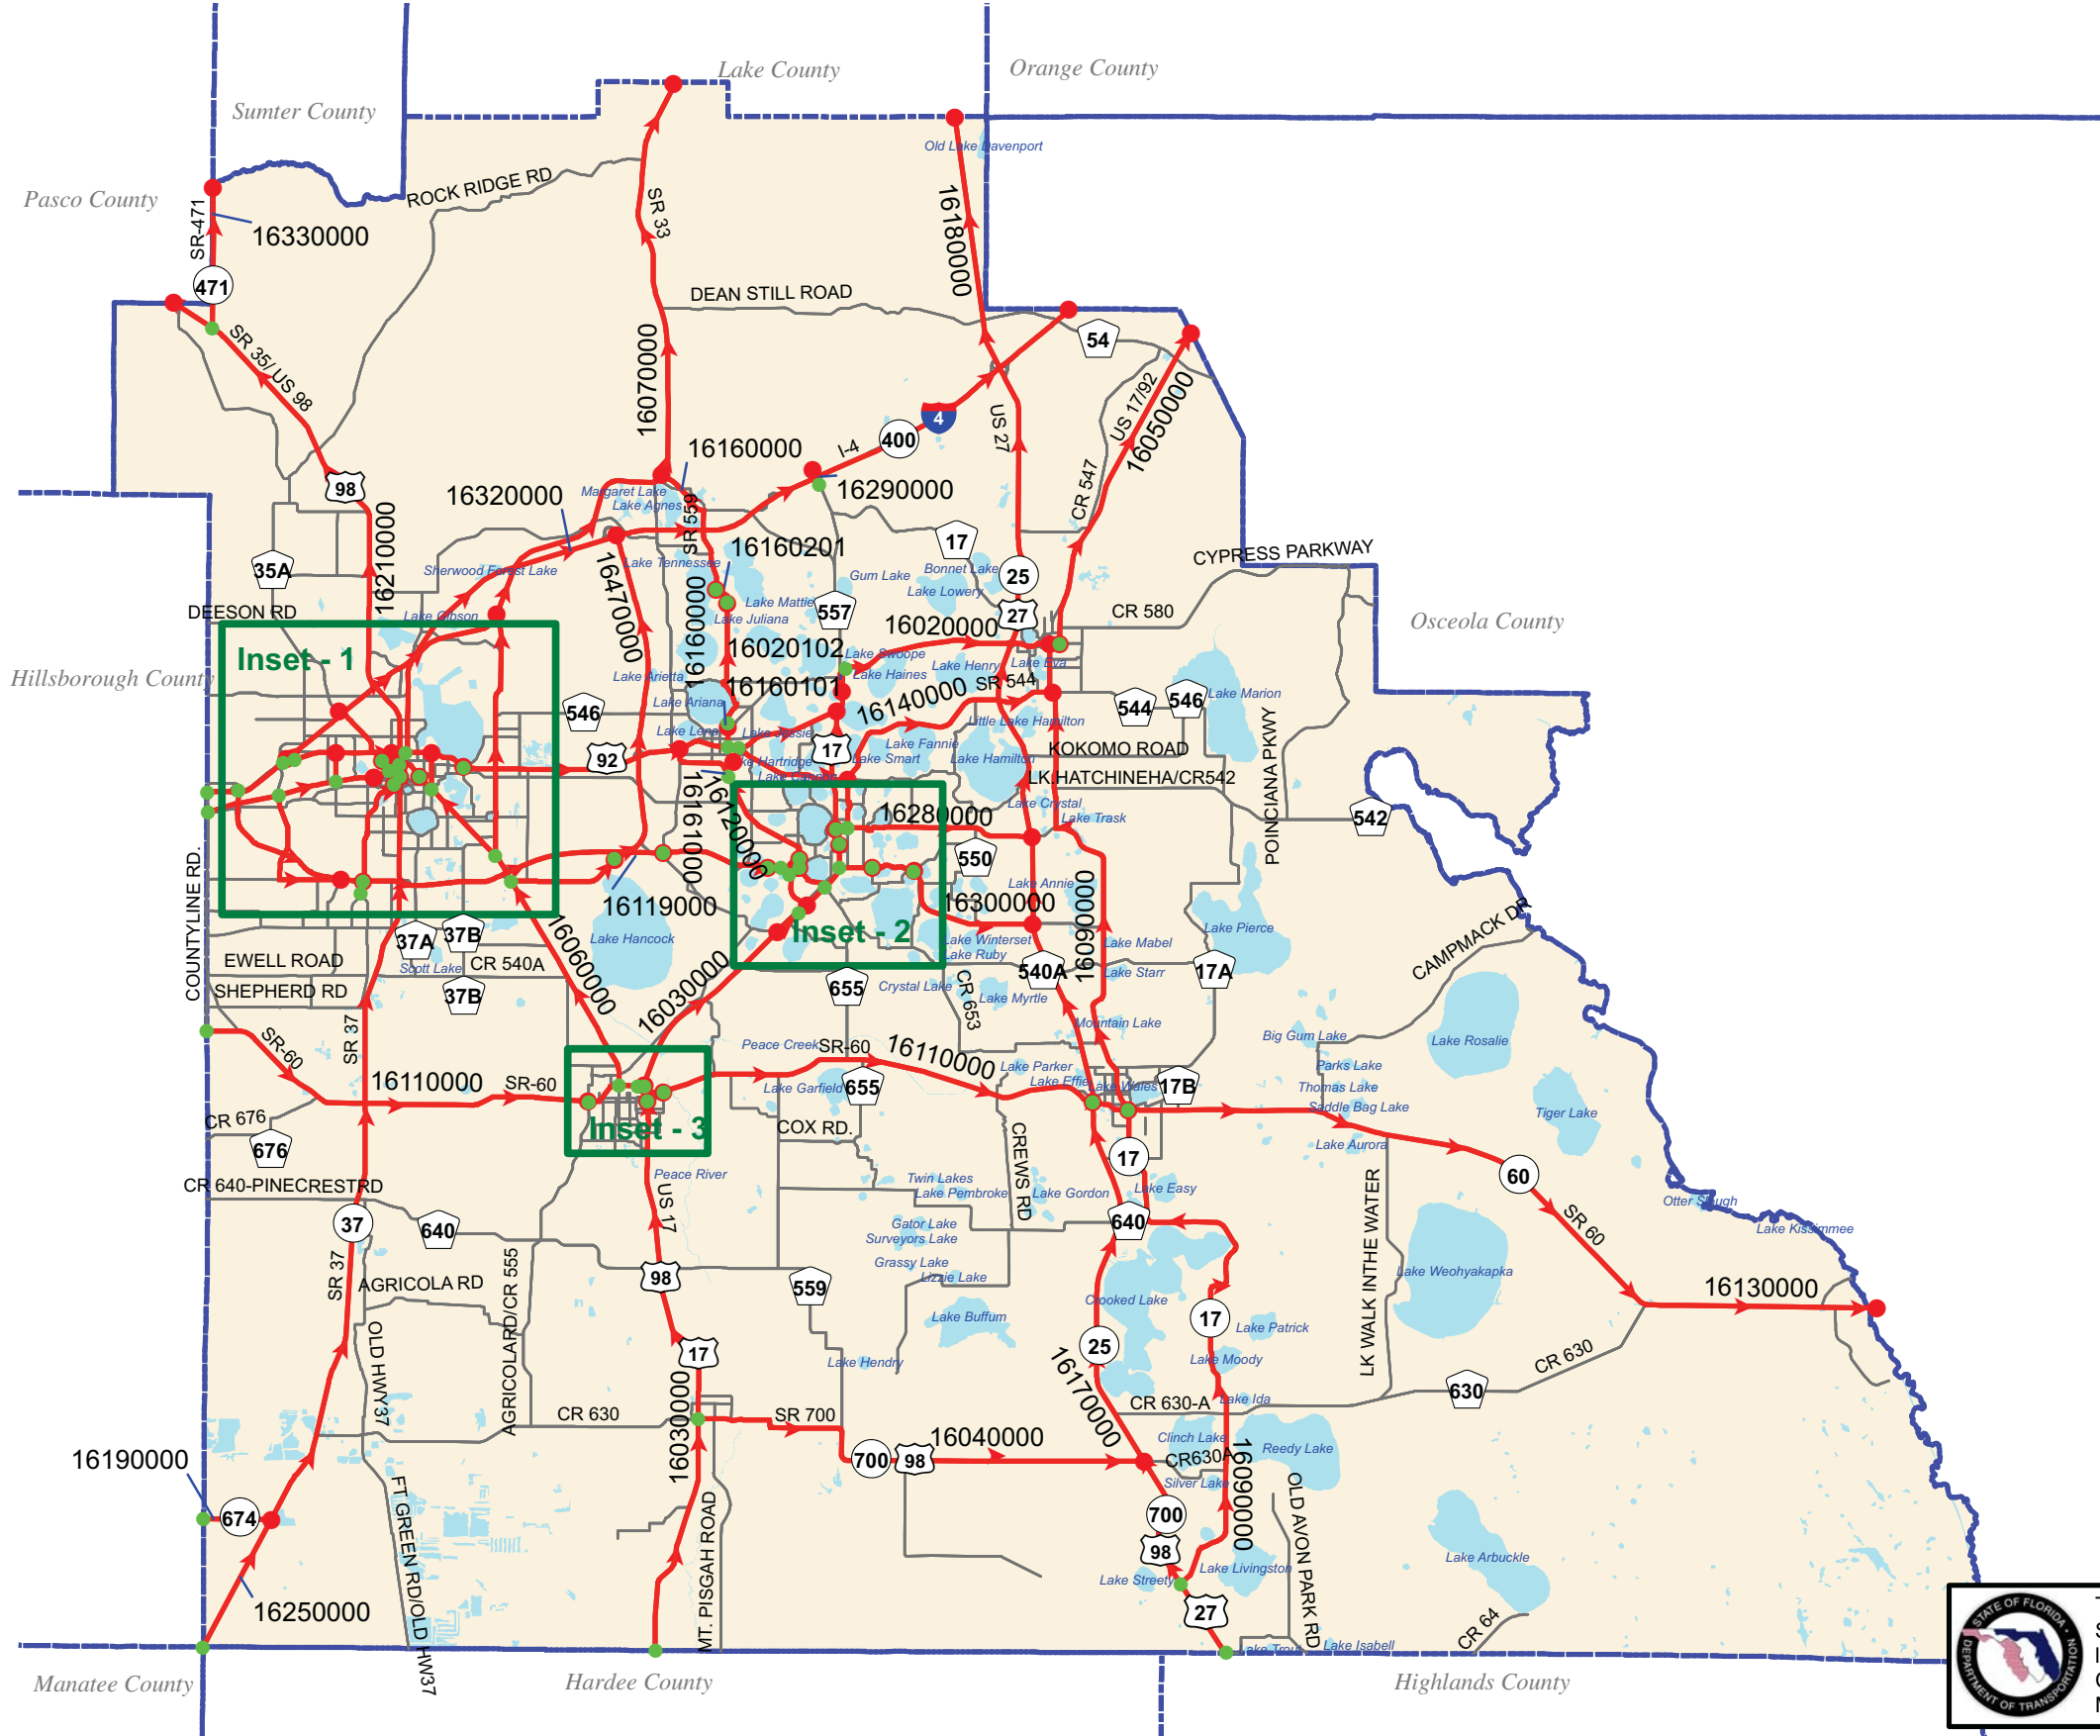 Lake County
Orange County
Sumter County
Old Lake Davenport
Pasco County
ROCK RIDGE RD
SR-471
16330000
SR 33
16180000
471
DEAN STILL ROAD
54
SR 35/ US 98
16070000
US 17/92
16050000
4
400
I-4
US 27
16160000
98
16320000
Margaret Lake
Lake Agnes
16290000
CR 547
SR 559
16210000
17
16160201
CYPRESS PARKWAY
35A
Sherwood Forest Lake
Lake Tennessee
Gum Lake
Bonnet Lake
25
Lake Lowery
16470000
16160000
Lake Mattie
Lake Juliana
557
27
CR 580
DEESON RD
Lake Gibson
16020000
Osceola County
Inset - 1
16020102
Lake Swoope
Lake Henry
Lake Eva
Hillsborough County
Lake Arietta
Lake Haines
16160101
16140000
SR 544
Lake Marion
Lake Ariana
546
544
546
Little Lake Hamilton
Lake Lena
Lake Jessie
17
Lake Fannie
KOKOMO ROAD
POINCIANA PKWY
92
Lake Smart
Lake Hamilton
LK.HATCHINEHA/CR542
16161000
16120000
16280000
Lake Crystal
Lake Trask
542
COUNTYLINE RD.
550
Lake Annie
16119000
16300000
16090000
Inset - 2
37A
37B
Lake Hancock
Lake Winterset
Lake Ruby
Lake Mabel
Lake Pierce
CAMPMACK DR
16060000
EWELL ROAD
Scott Lake
CR 540A
16030000
540A
Lake Starr
17A
SHEPHERD RD
37B
655
Crystal Lake
CR 653
Lake Myrtle
Mountain Lake
SR-60
SR 37
Peace Creek
SR-60
16110000
Big Gum Lake
Lake Rosalie
Lake Parker
Parks Lake
16110000
SR-60
Lake Garfield
655
Lake Effie
Lake Wales
17B
Thomas Lake
Saddle Bag Lake
Tiger Lake
CR 676
676
Inset - 3
COX RD.
CREWS RD
Lake Aurora
17
60
Peace River
CR 640-PINECRESTRD
Twin Lakes
Lake Pembroke
Lake Gordon
Lake Easy
Otter Slough
37
640
US 17
Gator Lake
Surveyors Lake
640
SR 60
Lake Kissimmee
LK WALK INTHE WATER
Grassy Lake
Lizzie Lake
Lake Weohyakapka
SR 37
AGRICOLA RD
AGRICOLARD/CR 555
98
559
Crooked Lake
16130000
Lake Buffum
17
Lake Patrick
OLD HWY37
17
Lake Hendry
25
Lake Moody
CR 630
16170000
630
CR 630-A
Lake Ida
CR 630
16030000
SR 700
16040000
Clinch Lake
CR630A
Reedy Lake
16190000
700
98
Silver Lake
16090000
674
FT GREEN RD/OLD HW37
MT. PISGAH ROAD
700
OLD AVON PARK RD
98
Lake Arbuckle
Lake Livingston
Lake Streety
16250000
27
CR 64
Lake Isabell
STATE OF FLORIDA
DEPARTMENT OF TRANSPORTATION
Manatee County
Hardee County
Highlands County